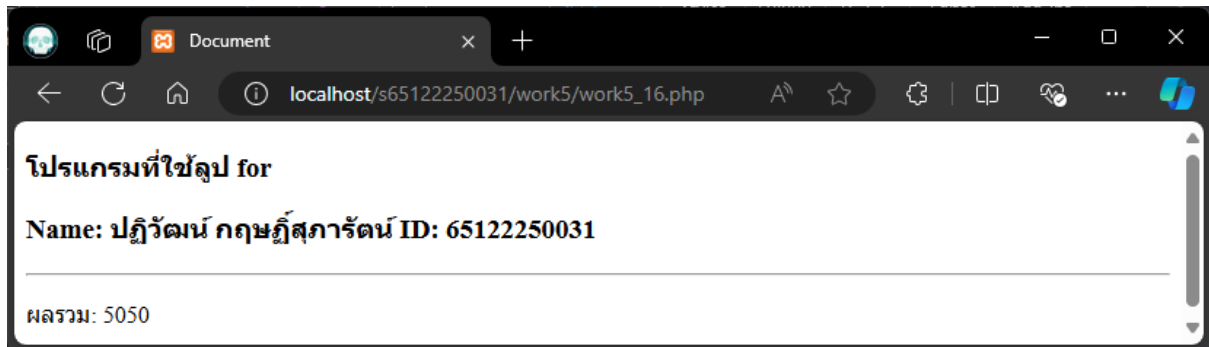 Document
localhost/s65122250031/work5/work5_16.php
โปรแกรมที่ใช้ลูป for
Name: ปฏิวัฒน์ กฤษฏิ์สุภารัตน์ ID: 65122250031
ผลรวม: 5050